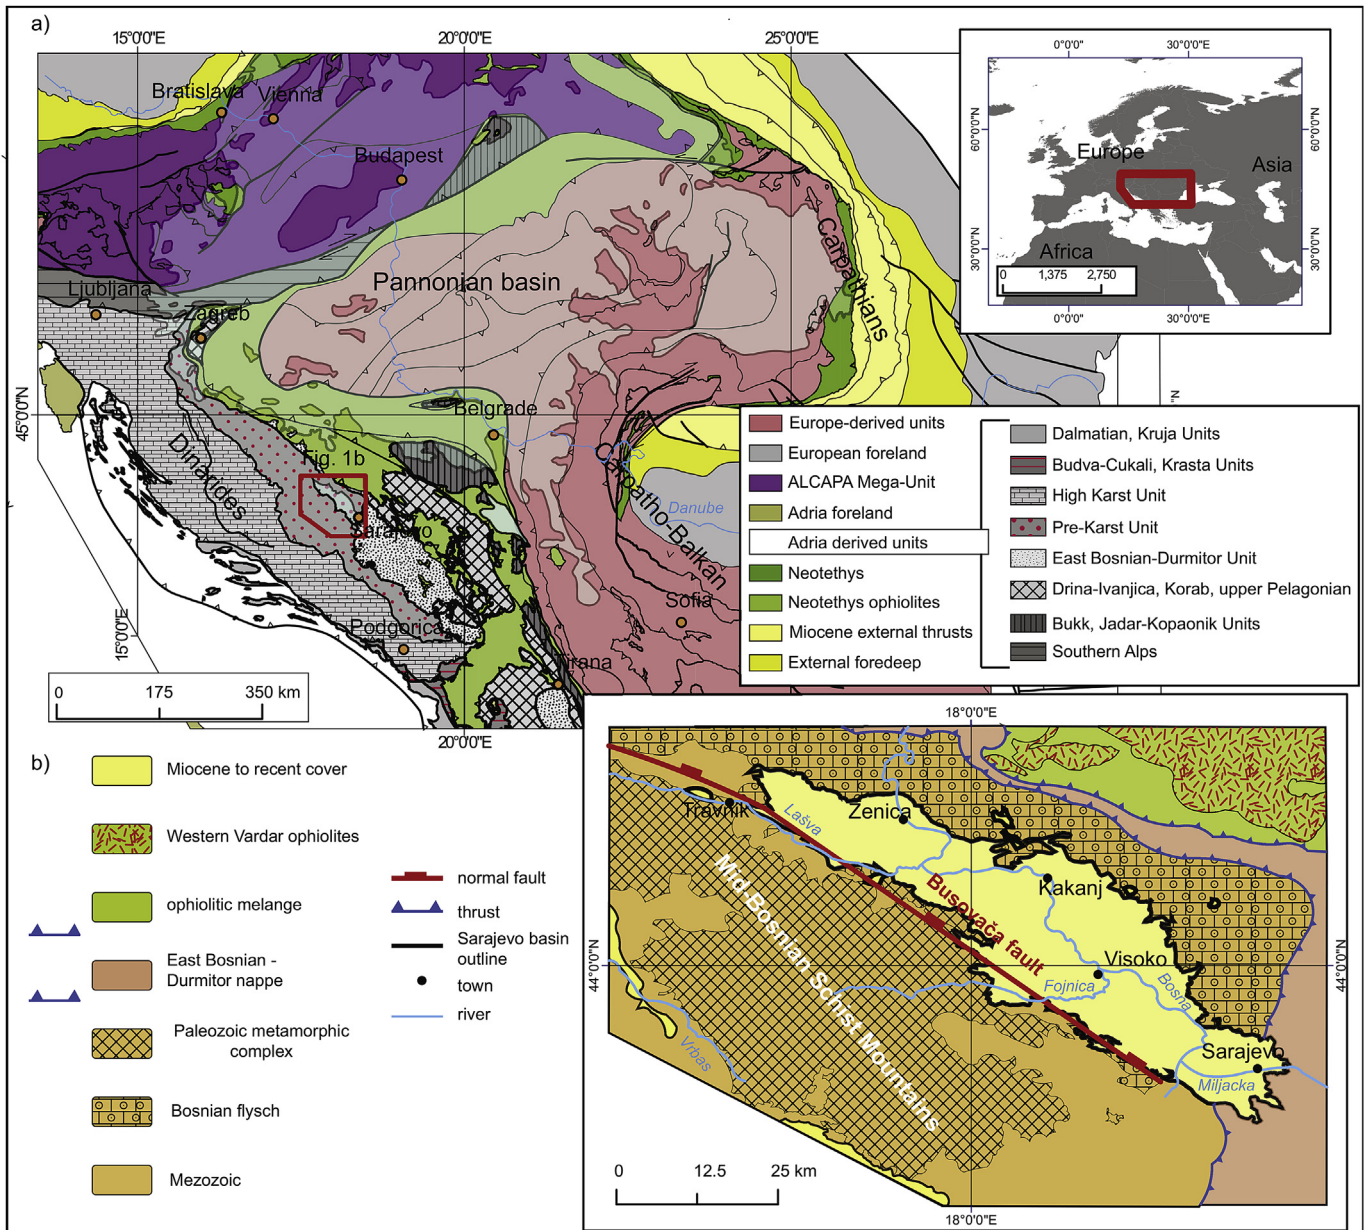 a)
15°0'0"E
20°0'0"E
25°0'0"E
Bratislava
Vienna
Budapest
Pannonian basin
Carpathians
Ljubljana
Zagreb
45°0'0"N
Belgrade
Fig. 1b
Dinarides
Sarajevo
Carpatho-Balkan
Danube
Sofia
Podgorica
Tirana
15°0'0"E
20°0'0"E
0 175 350 km
0°0'0"
30°0'0"E
60°0'0"N
60°0'0"N
Europe
Asia
30°0'0"N
30°0'0"N
Africa
0 1,375 2,750
0°0'0"
30°0'0"E
"N
Europe-derived units
European foreland
ALCAPA Mega-Unit
Adria foreland
Adria derived units
Neotethys
Neotethys ophiolites
Miocene external thrusts
External foredeep
Dalmatian, Kruja Units
Budva-Cukali, Krasta Units
High Karst Unit
Pre-Karst Unit
East Bosnian-Durmitor Unit
Drina-Ivanjica, Korab, upper Pelagonian
Bukk, Jadar-Kopaonik Units
Southern Alps
b)
Miocene to recent cover
Western Vardar ophiolites
ophiolitic melange
East Bosnian -
Durmitor nappe
Paleozoic metamorphic
complex
Bosnian flysch
Mezozoic
normal fault
thrust
Sarajevo basin
outline
town
river
18°0'0"E
Travnik
Lašva
Zenica
Kakanj
Busovača fault
Mid-Bosnian Schist Mountains
Visoko
Bosna
Fojnica
44°0'0"N
44°0'0"N
Vrbas
Sarajevo
Miljacka
0 12.5 25 km
18°0'0"E